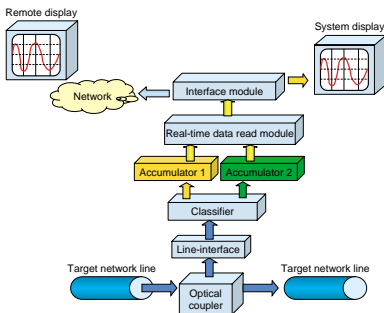 Remote display
System display
Network
Interface module
Real-time data read module
Accumulator 1
Accumulator 2
Classifier
Line-interface
Target network line
Target network line
Optical
coupler